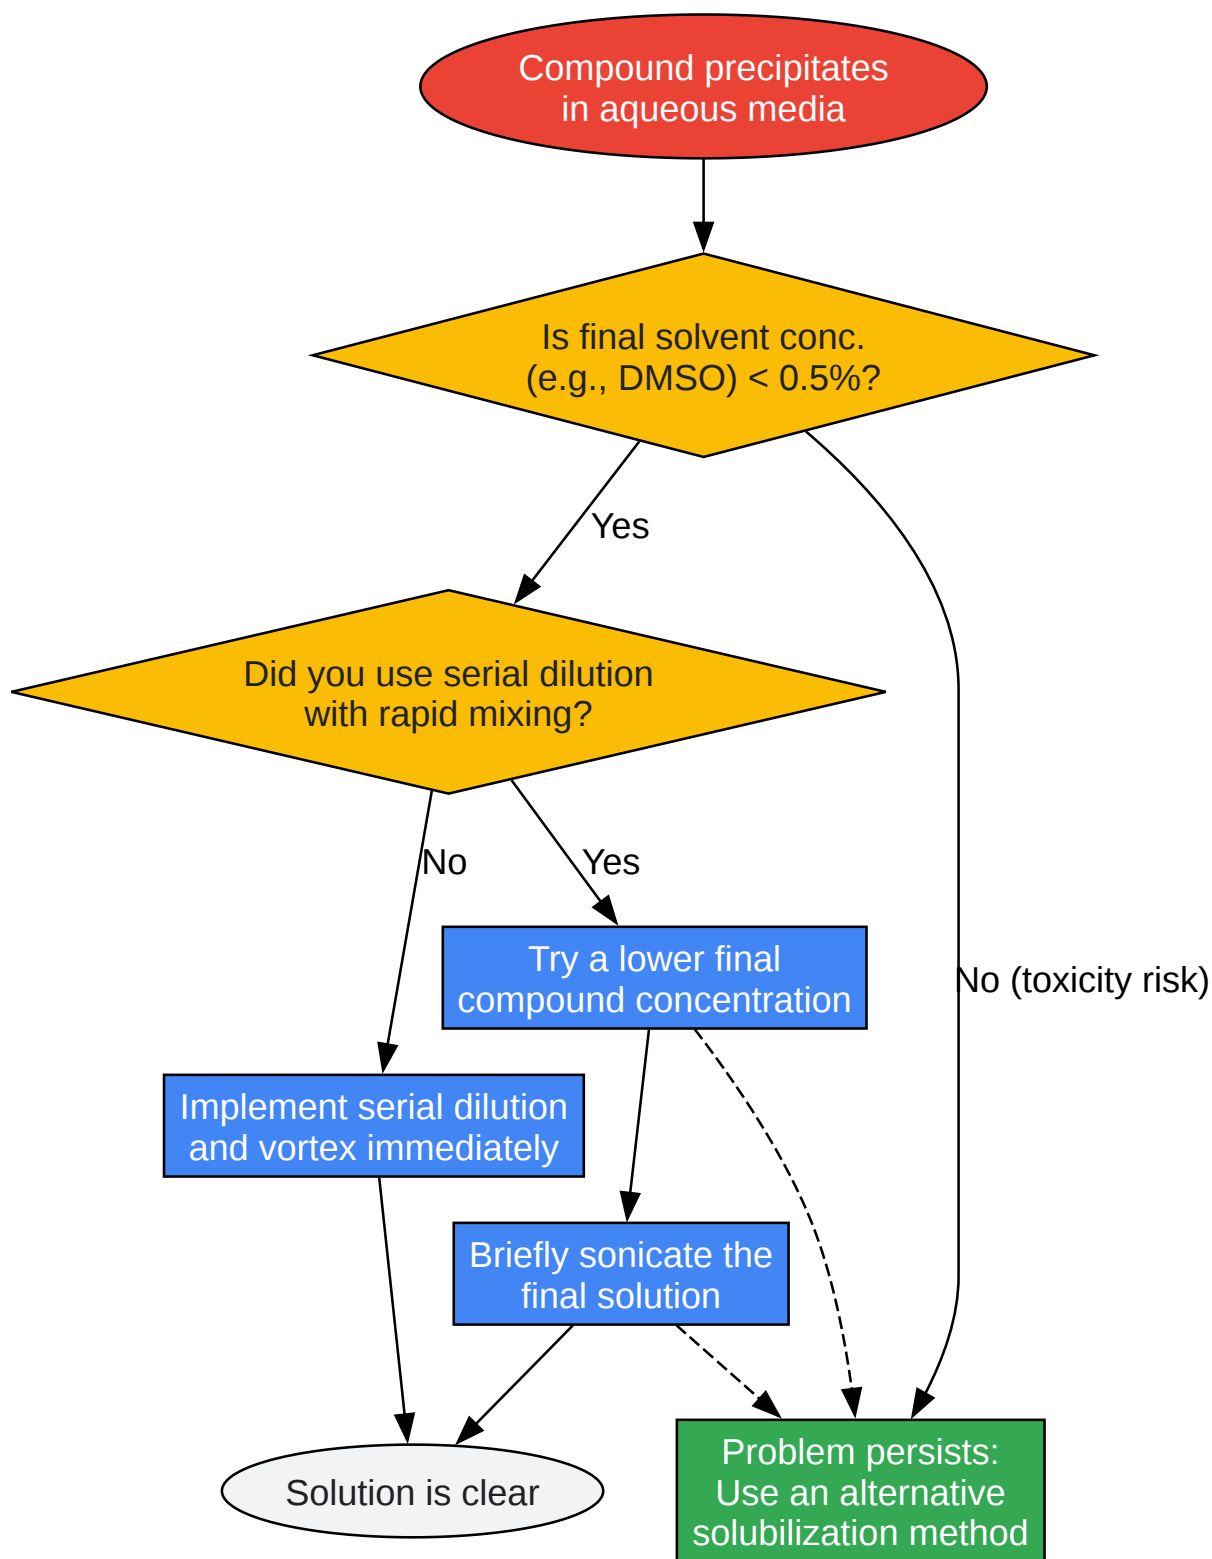 Compound precipitates
in aqueous media
Is final solvent conc.
(e.g., DMSO) < 0.5%?
Yes
Did you use serial dilution
with rapid mixing?
No
Yes
Try a lower final
compound concentration
No (toxicity risk)
Implement serial dilution
and vortex immediately
Briefly sonicate the
final solution
Solution is clear
Problem persists:
Use an alternative
solubilization method